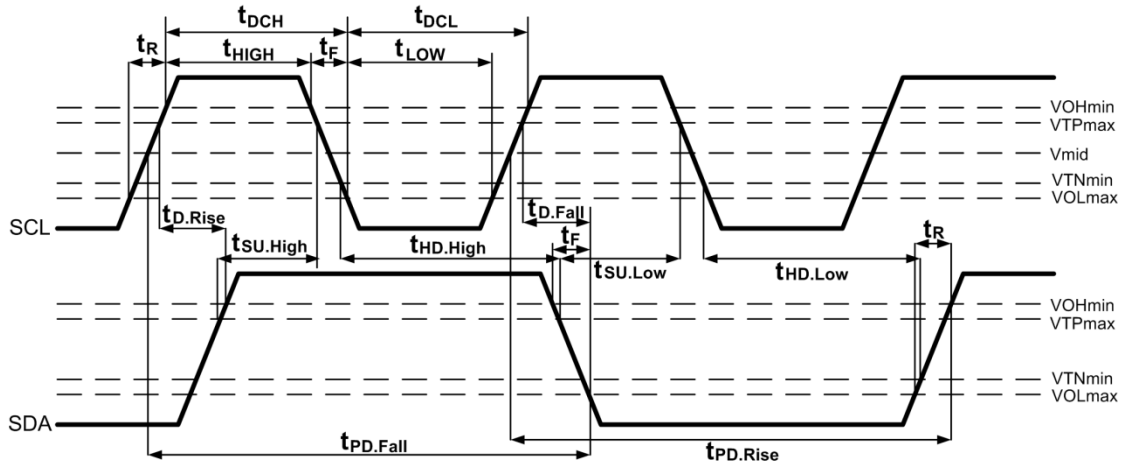 tDCH
tDCL
tR
tHIGH
tF
tLOW
VOHmin
VTPmax
Vmid
VTNmin
VOLmax
SCL
tD.Rise
tD.Fall
tSU.High
tHD.High
tF
tSU.Low
tHD.Low
tR
VOHmin
VTPmax
VTNmin
VOLmax
SDA
tPD.Fall
tPD.Rise